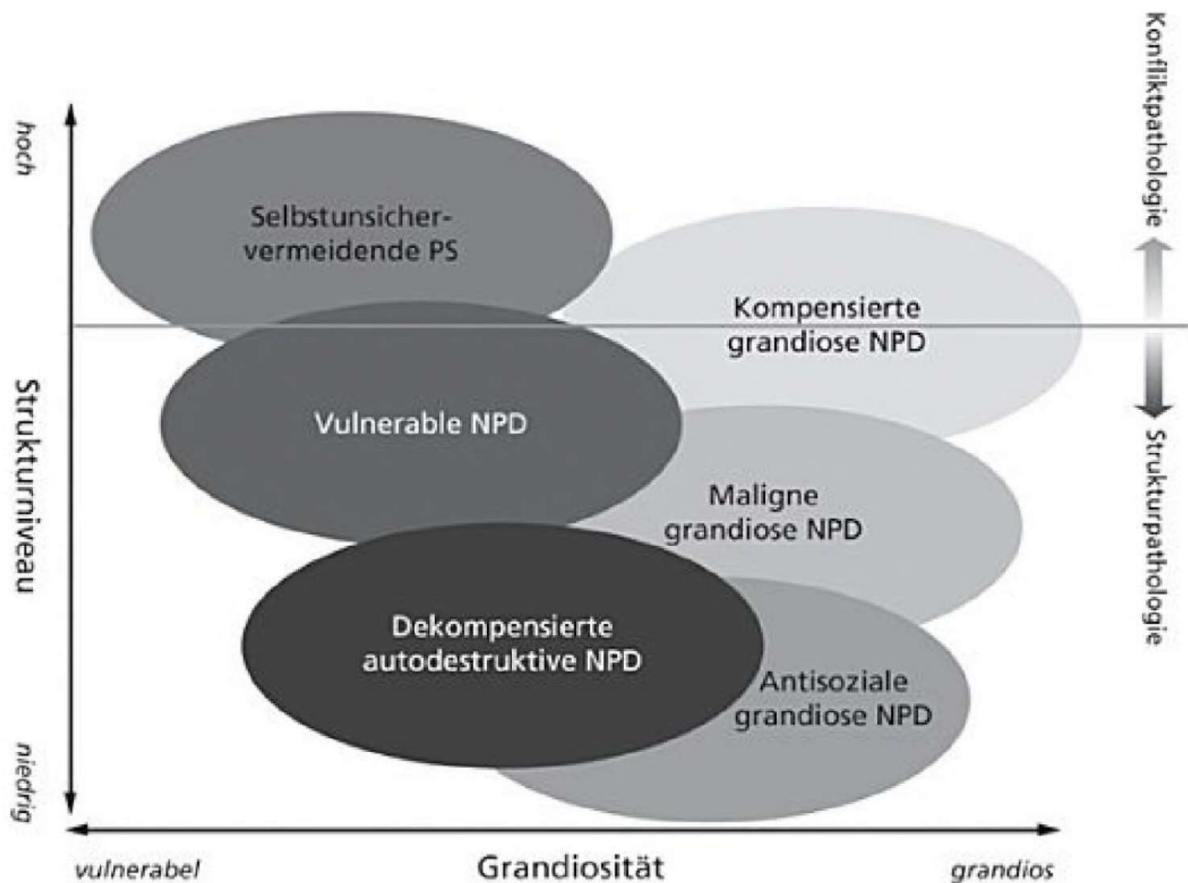 hoch
Strukturniveau
niedrig
Selbstunsicher-
vermeidende PS
Kompensierte
grandiose NPD
Vulnerable NPD
Maligne
grandiose NPD
Dekompensierte
autodestruktive NPD
Antisoziale
grandiose NPD
Konfliktpathologie
Strukturpathologie
vulnerabel
Grandiosität
grandios